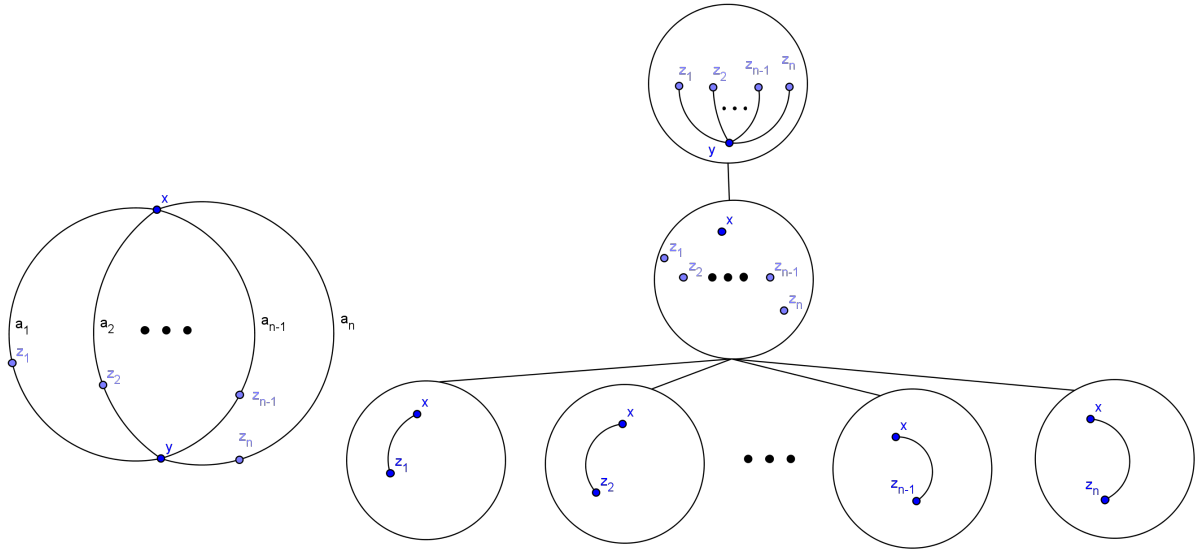 x
a₁ a₂ aₙ₋₁ aₙ
z₁
z₂
zₙ₋₁
y zₙ
z₁ z₂ zₙ₋₁ zₙ
y
x
z₁
z₂ zₙ₋₁
zₙ
x
z₁
x
z₂
x
zₙ₋₁
x
zₙ